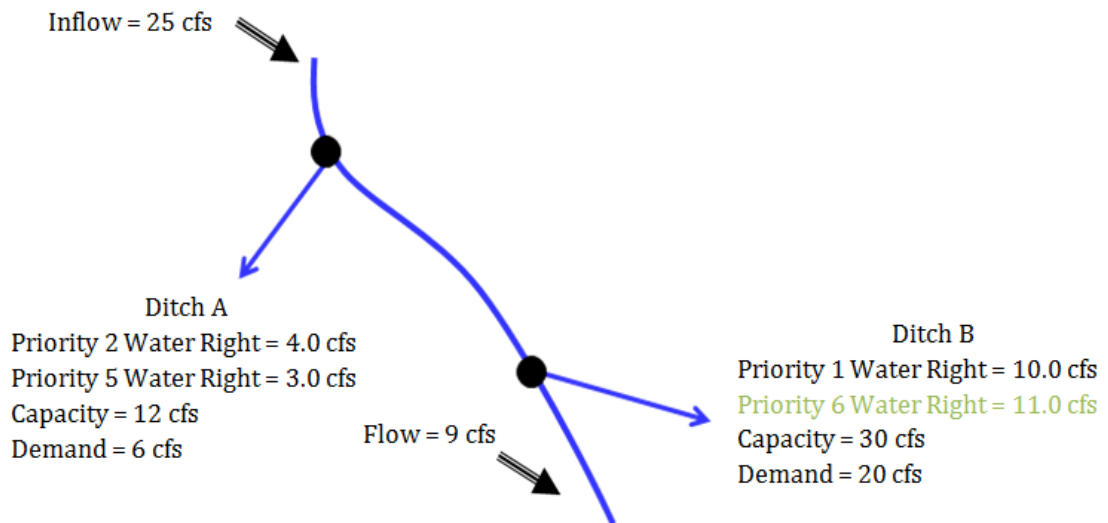 Inflow = 25 cfs
Ditch A
Priority 2 Water Right = 4.0 cfs
Priority 5 Water Right = 3.0 cfs
Capacity = 12 cfs
Demand = 6 cfs
Flow = 9 cfs
Ditch B
Priority 1 Water Right = 10.0 cfs
Priority 6 Water Right = 11.0 cfs
Capacity = 30 cfs
Demand = 20 cfs